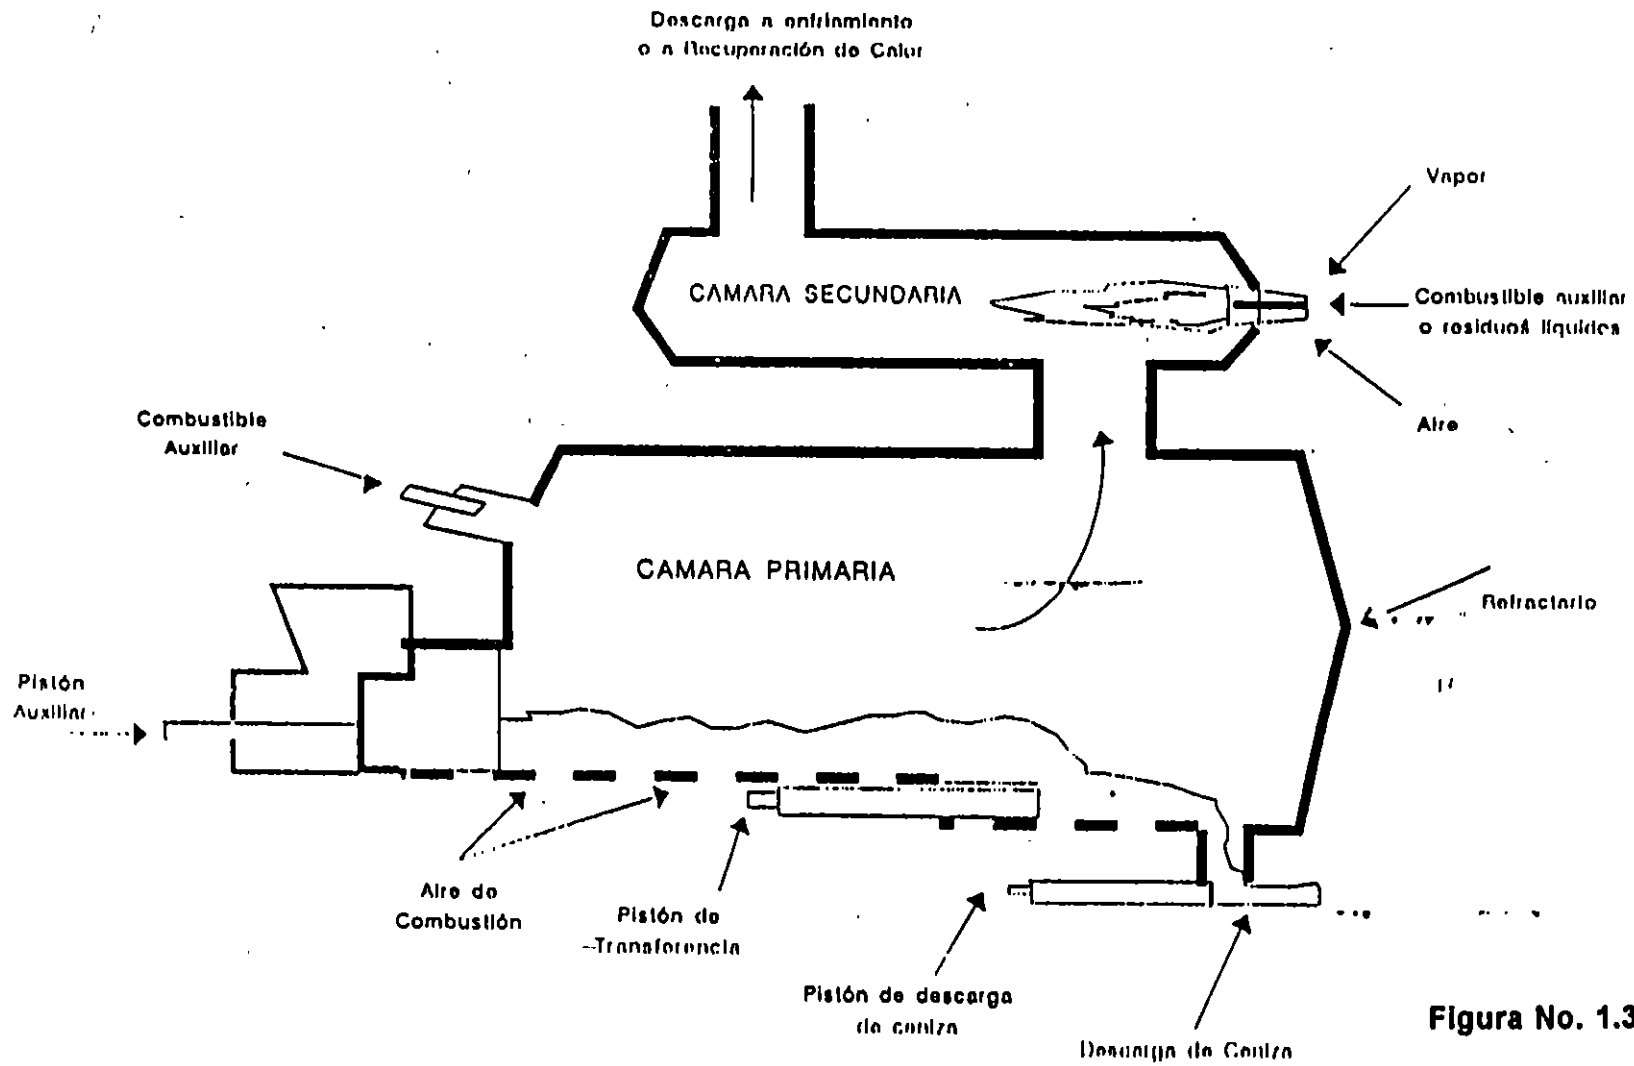 Descarga a enfriamiento
o a Recuperación de Calor
Vapor
CAMARA SECUNDARIA
Combustible auxiliar
o residuos líquidos
Aire
Combustible
Auxiliar
CAMARA PRIMARIA
Refractario
Pistón
Auxiliar
Aire de
Combustión
Pistón de
Transferencia
Pistón de descarga
de ceniza
Descarga de Ceniza
Figura No. 1.3